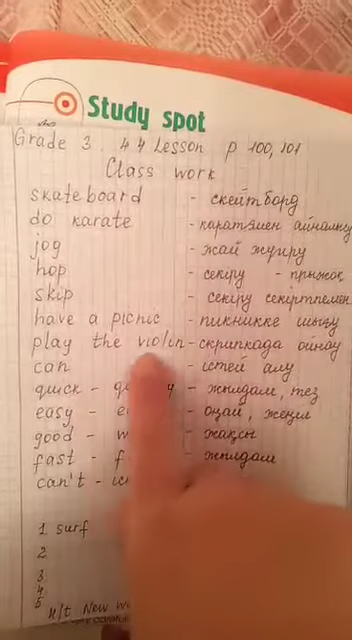 Study spot
Grade 3. 44 Lesson p 100, 101
Class work
skateboard - скейтборд
do karate - каратэмен айналысу
jog - жай жүгіру
hop - секіру - прыжок
skip - секіру секіртпемен
have a picnic - пикникке шығу
play the violin - скрипкада ойнау
can - істей алу
quick - - жылдам, тез
easy - - оңай, жеңіл
good - - жақсы
fast - - жылдам
can't -
1 surf
2
3
4
5
H/t New